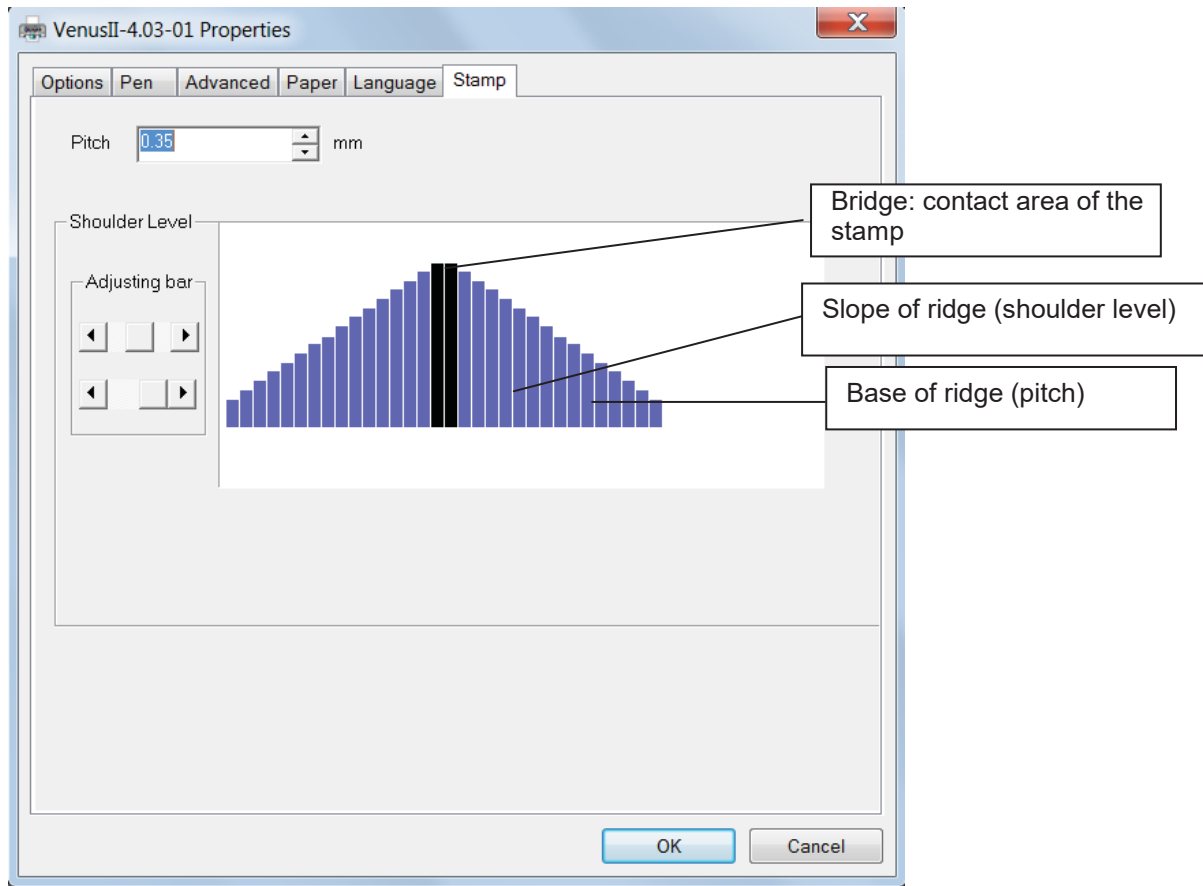 VenusII-4.03-01 Properties
Options Pen Advanced Paper Language Stamp
Pitch 0.35 mm
Shoulder Level
Adjusting bar
Bridge: contact area of the
stamp
Slope of ridge (shoulder level)
Base of ridge (pitch)
OK Cancel